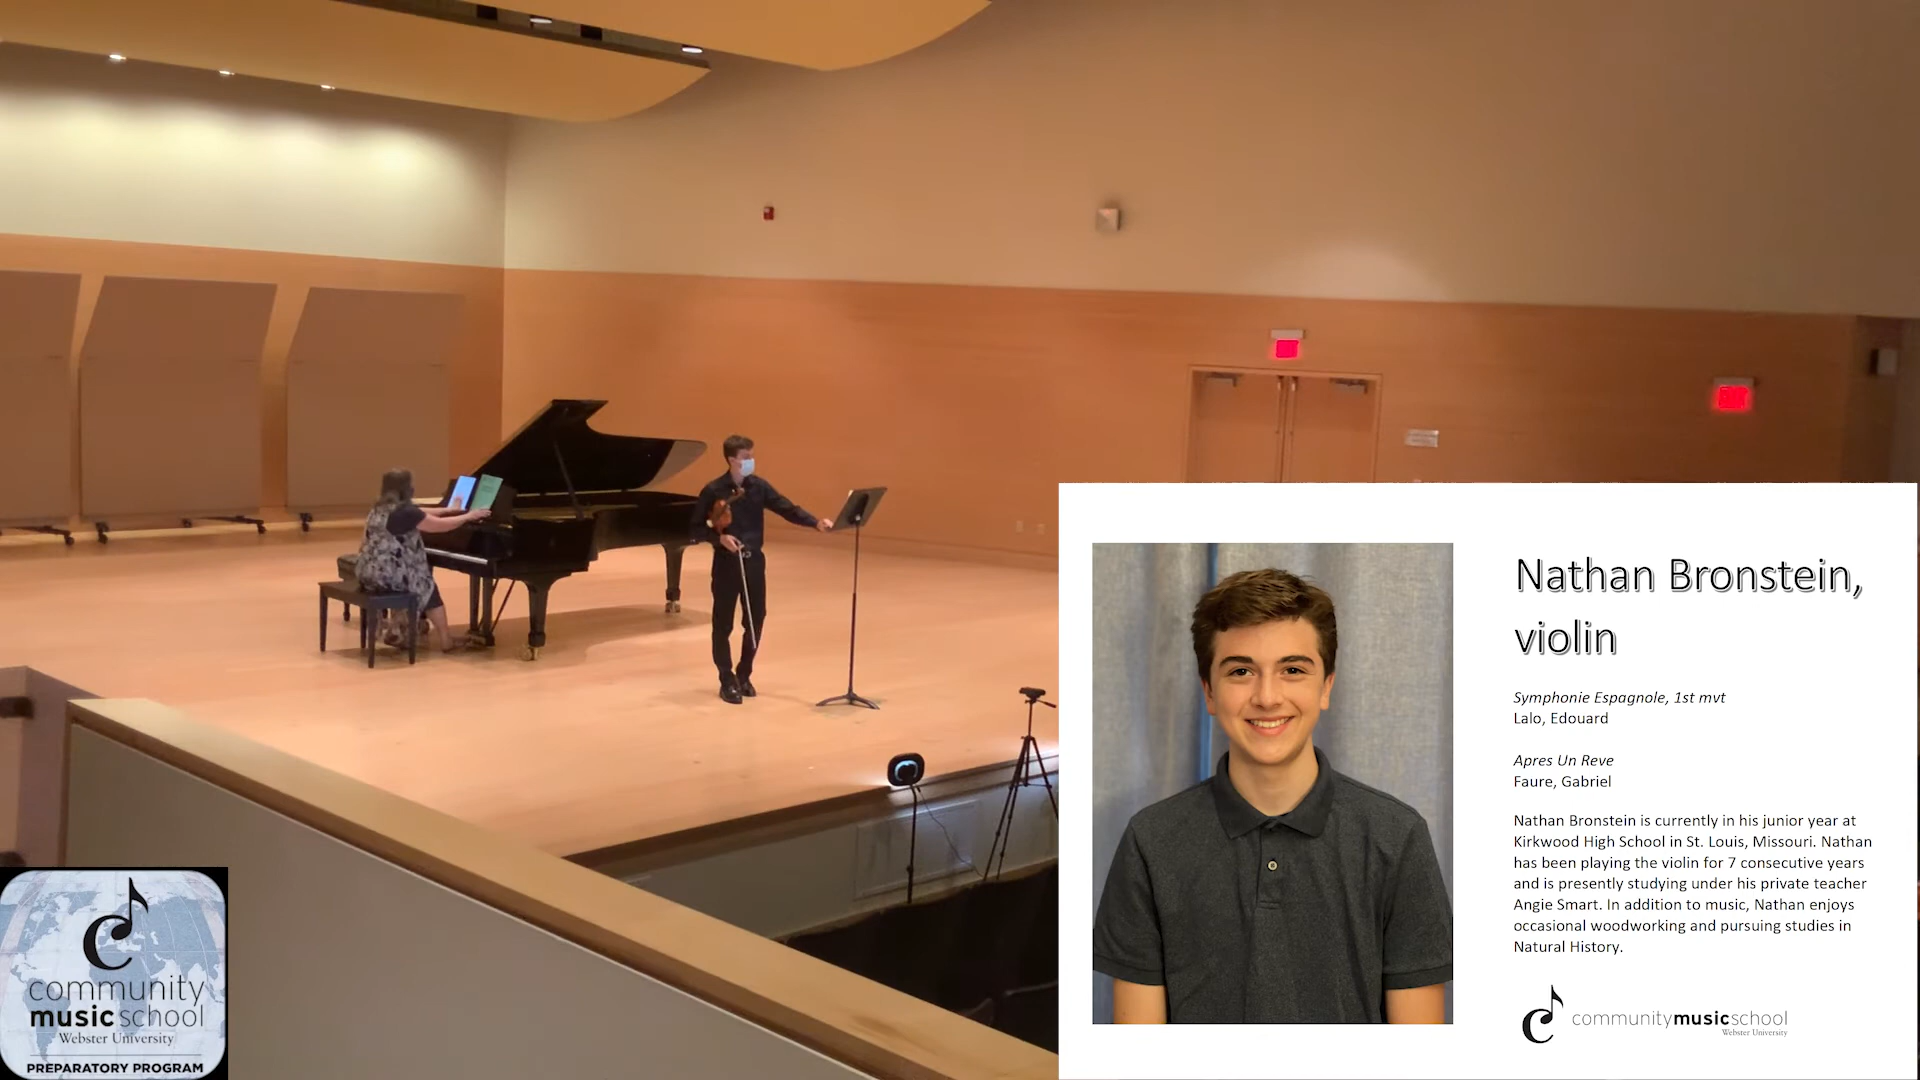 Nathan Bronstein,
violin
Symphonie Espagnole, 1st mvt
Lalo, Edouard
Apres Un Reve
Faure, Gabriel
Nathan Bronstein is currently in his junior year at
Kirkwood High School in St. Louis, Missouri. Nathan
has been playing the violin for 7 consecutive years
and is presently studying under his private teacher
Angie Smart. In addition to music, Nathan enjoys
occasional woodworking and pursuing studies in
Natural History.
communitymusicschool
Webster University
community
musicschool
Webster University
PREPARATORY PROGRAM